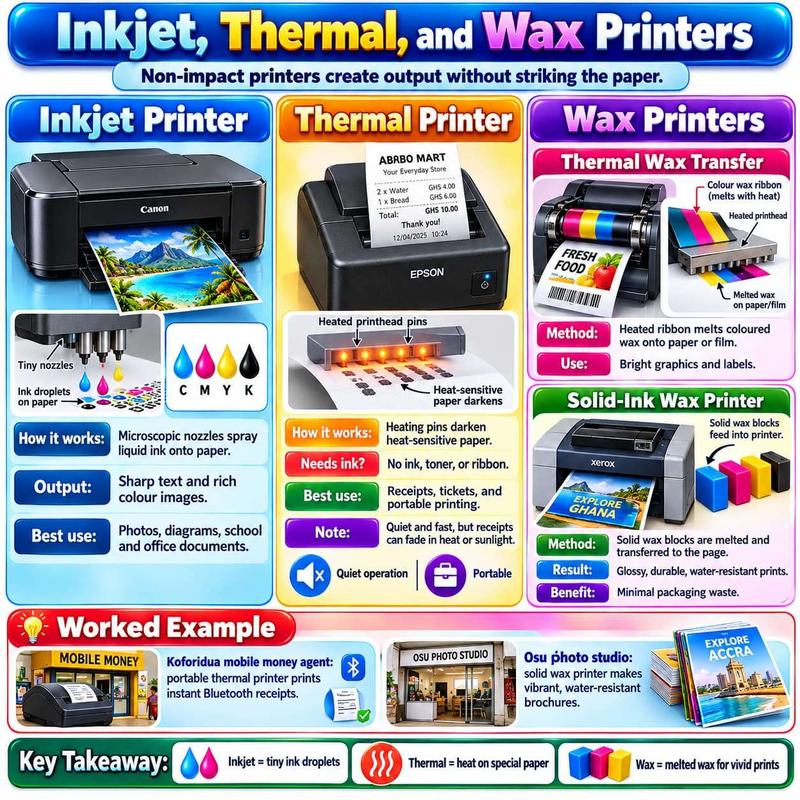 Inkjet, Thermal, and Wax Printers
Non-impact printers create output without striking the paper.
Inkjet Printer
Canon
Tiny nozzles
Ink droplets
on paper
C M Y K
How it works:
Microscopic nozzles spray
liquid ink onto paper.
Output:
Sharp text and rich
colour images.
Best use:
Photos, diagrams, school
and office documents.
Thermal Printer
ABRBO MART
Your Everyday Store
2 x Water GHS 4.00
1 x Bread GHS 6.00
Total: GHS 10.00
Thank you!
12/04/2025 10:24
EPSON
Heated printhead pins
Heat-sensitive
paper darkens
How it works:
Heating pins darken
heat-sensitive paper.
Needs ink?
No ink, toner, or ribbon.
Best use:
Receipts, tickets, and
portable printing.
Note:
Quiet and fast, but receipts
can fade in heat or sunlight.
Quiet operation
Portable
Wax Printers
Thermal Wax Transfer
FRESH
FOOD
Colour wax ribbon
(melts with heat)
Heated printhead
Melted wax
on paper/film
Method:
Heated ribbon melts coloured
wax onto paper or film.
Use:
Bright graphics and labels.
Solid-Ink Wax Printer
xerox
EXPLORE
GHANA
Solid wax blocks
feed into printer.
Method:
Solid wax blocks are melted and
transferred to the page.
Result:
Glossy, durable, water-resistant prints.
Benefit:
Minimal packaging waste.
Worked Example
MOBILE MONEY
Koforidua mobile money agent:
portable thermal printer prints
instant Bluetooth receipts.
OSU PHOTO STUDIO
Osu photo studio:
solid wax printer makes
vibrant, water-resistant
brochures.
EXPLORE
ACCRA
Key Takeaway:
Inkjet = tiny ink droplets
Thermal = heat on special paper
Wax = melted wax for vivid prints